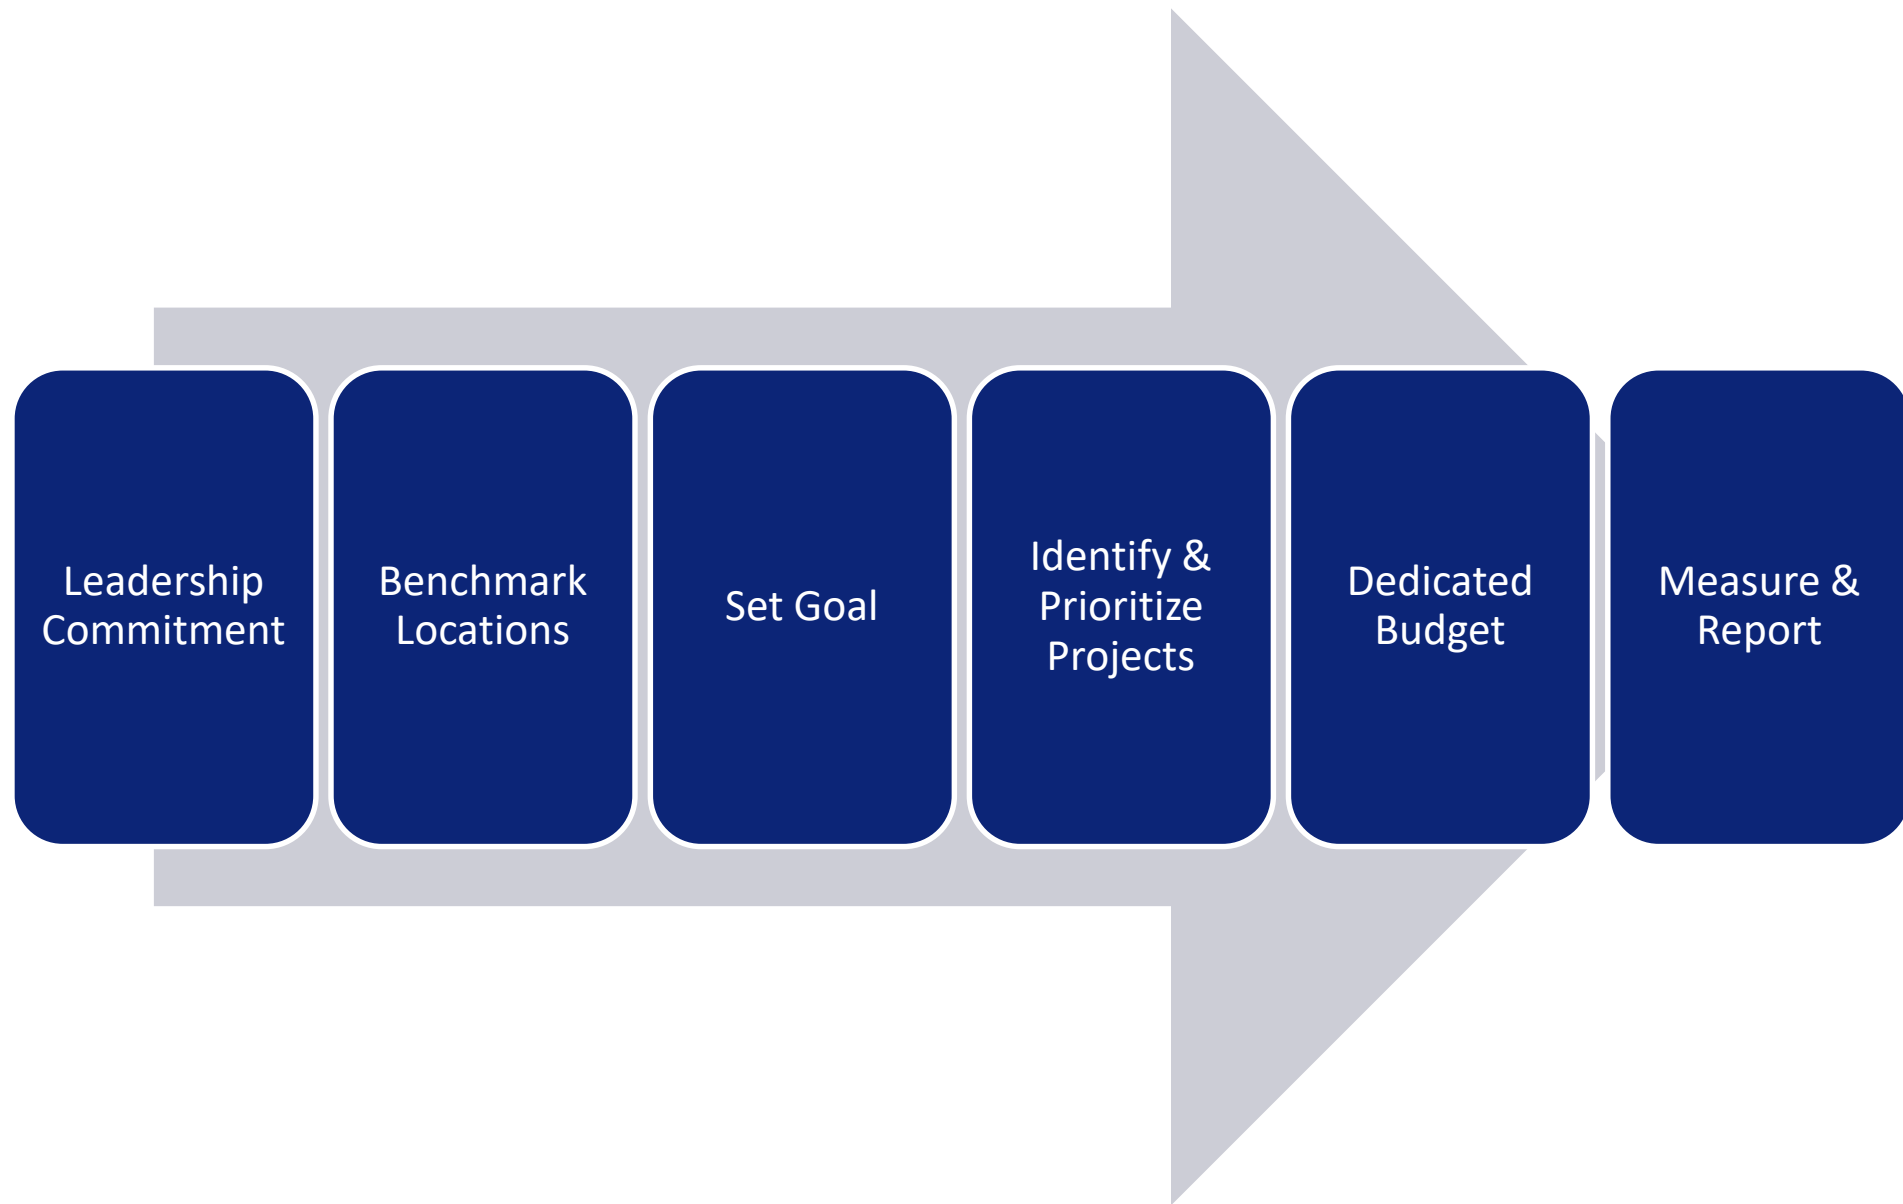 Leadership
Commitment
Benchmark
Locations
Set Goal
Identify &
Prioritize
Projects
Dedicated
Budget
Measure &
Report